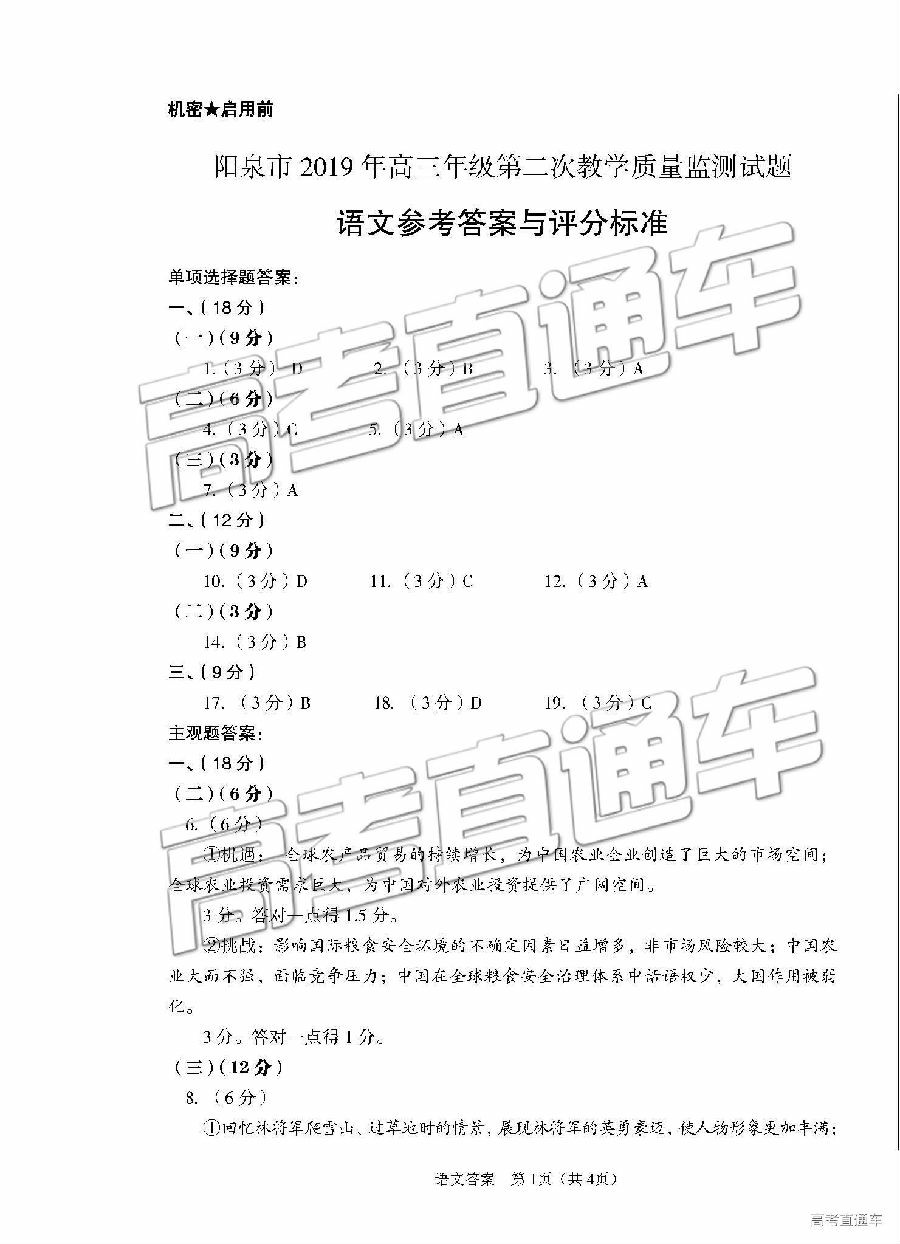 机密★启用前
阳泉市 2019 年高三年级第二次教学质量监测试题
语文参考答案与评分标准
单项选择题答案：
一、（18 分）
（一）（9 分）
1.（3 分） D 2. （3 分）B 3. （3 分）A
（二）（6 分）
4. （3 分）C 5. （3 分）A
（三）（3 分）
7. （3 分）A
二、（12 分）
（一）（9 分）
10. （3 分）D 11. （3 分）C 12. （3 分）A
（二）（3 分）
14. （3 分）B
三、（9 分）
17. （3 分）B 18. （3 分）D 19. （3 分）C
主观题答案：
一、（18 分）
（二）（6 分）
6. （6 分）
①机遇： 全球农产品贸易的持续增长，为中国农业企业创造了巨大的市场空间；
全球农业投资需求巨大，为中国对外农业投资提供了广阔空间。
3 分。答对一点得 1.5 分。
②挑战：影响国际粮食安全环境的不确定因素日益增多，非市场风险较大；中国农
业大而不强，面临竞争压力；中国在全球粮食安全治理体系中话语权少，大国作用被弱
化。
3 分。答对一点得 1 分。
（三）（12 分）
8. （6 分）
①回忆林将军爬雪山、过草地时的情景，展现林将军的英勇豪迈，使人物形象更加丰满；
语文答案 第 1页（共 4页）
高考直通车
高考直通车
高考直通车